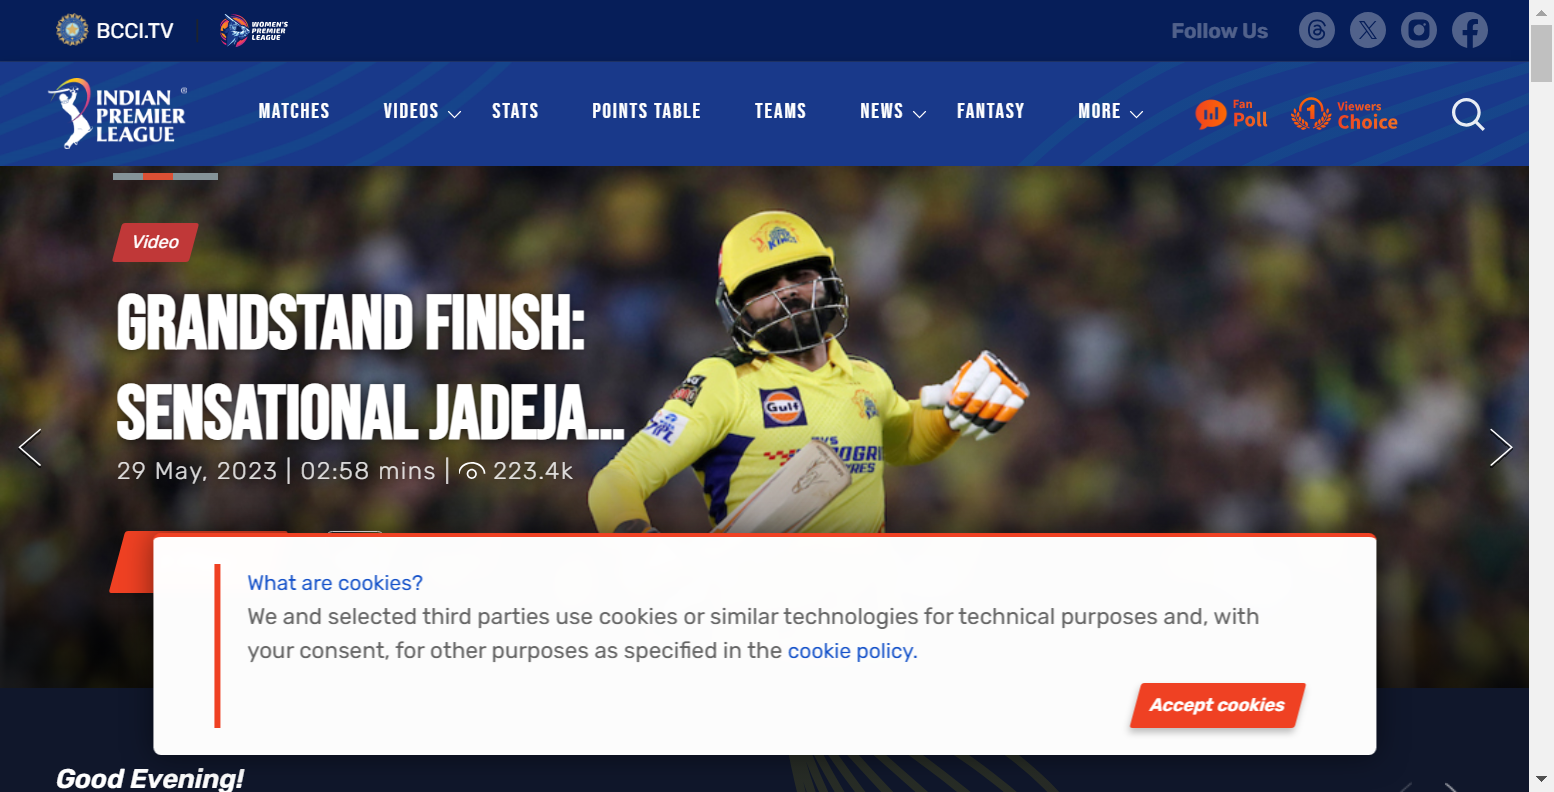 BCCI.TV
WOMEN'S
PREMIER
LEAGUE
Follow Us
INDIAN
PREMIER
LEAGUE
®
MATCHES
VIDEOS
STATS
POINTS TABLE
TEAMS
NEWS
FANTASY
MORE
Fan
Poll
1
Viewers
Choice
Video
GRANDSTAND FINISH:
SENSATIONAL JADEJA...
29 May, 2023 | 02:58 mins | 223.4k
KINGS
Gulf
What are cookies?
We and selected third parties use cookies or similar technologies for technical purposes and, with
your consent, for other purposes as specified in the cookie policy.
Accept cookies
Good Evening!